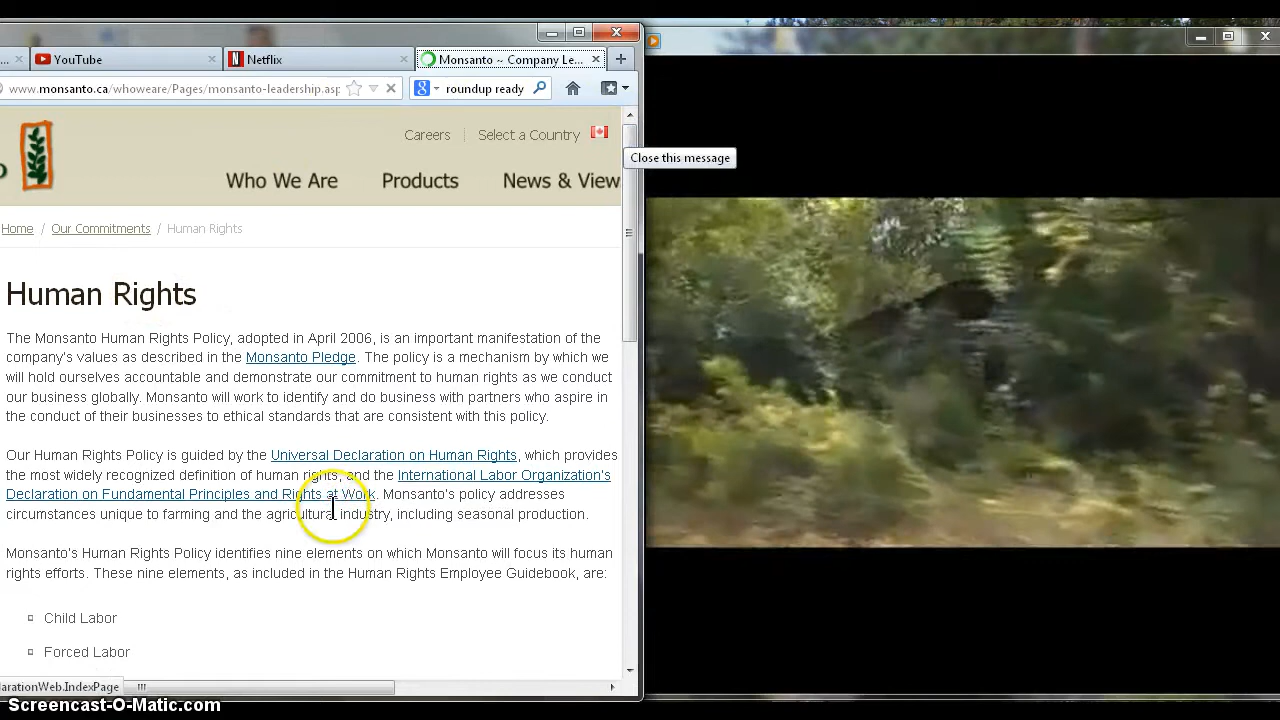 ...
YouTube
Netflix
Monsanto ~ Company Le...
www.monsanto.ca/whoweare/Pages/monsanto-leadership.asp
roundup ready
Careers
Select a Country
Close this message
O
Who We Are
Products
News & View
Home / Our Commitments / Human Rights
Human Rights
The Monsanto Human Rights Policy, adopted in April 2006, is an important manifestation of the
company's values as described in the Monsanto Pledge. The policy is a mechanism by which we
will hold ourselves accountable and demonstrate our commitment to human rights as we conduct
our business globally. Monsanto will work to identify and do business with partners who aspire in
the conduct of their businesses to ethical standards that are consistent with this policy.
Our Human Rights Policy is guided by the Universal Declaration on Human Rights, which provides
the most widely recognized definition of human rights, and the International Labor Organization's
Declaration on Fundamental Principles and Rights at Work. Monsanto's policy addresses
circumstances unique to farming and the agricultural industry, including seasonal production.
Monsanto's Human Rights Policy identifies nine elements on which Monsanto will focus its human
rights efforts. These nine elements, as included in the Human Rights Employee Guidebook, are:
Child Labor
Forced Labor
larationWeb.IndexPage
Screencast-O-Matic.com